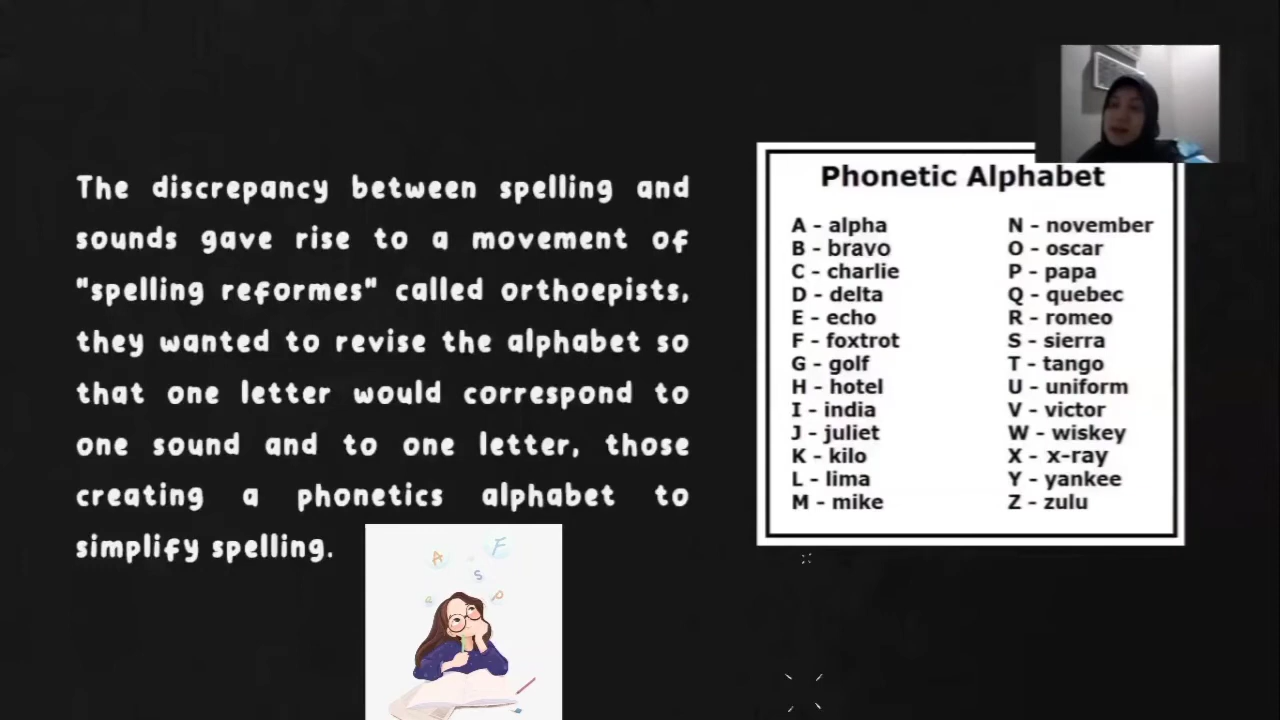 The discrepancy between spelling and
sounds gave rise to a movement of
"spelling reformes" called orthoepists,
they wanted to revise the alphabet so
that one letter would correspond to
one sound and to one letter, those
creating a phonetics alphabet to
simplify spelling.
Phonetic Alphabet
A - alpha
B - bravo
C - charlie
D - delta
E - echo
F - foxtrot
G - golf
H - hotel
I - india
J - juliet
K - kilo
L - lima
M - mike
N - november
O - oscar
P - papa
Q - quebec
R - romeo
S - sierra
T - tango
U - uniform
V - victor
W - wiskey
X - x-ray
Y - yankee
Z - zulu
A
F
S
P